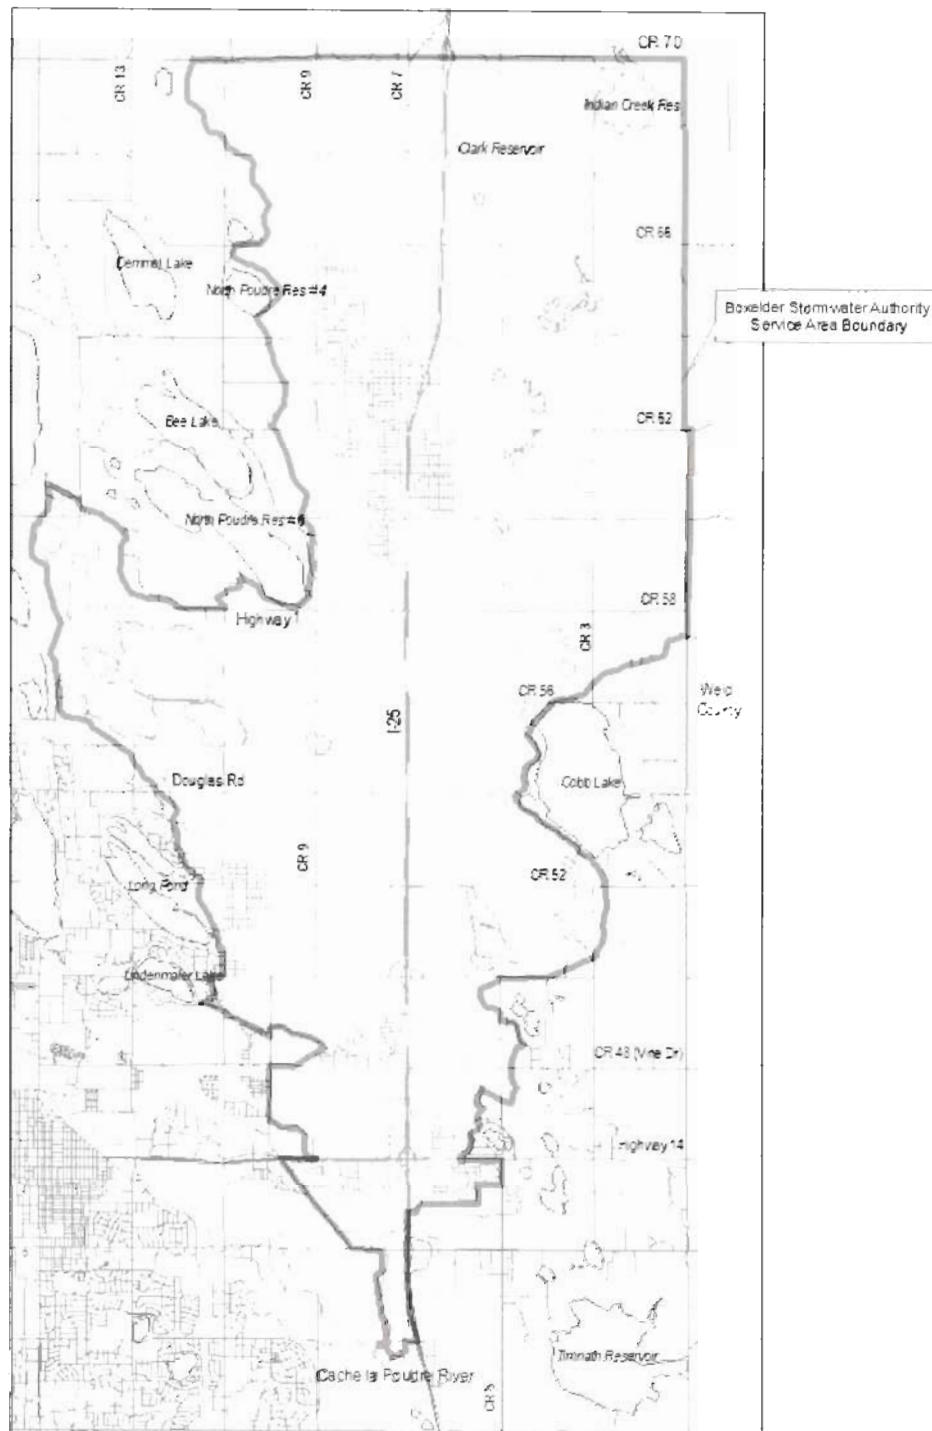 CR 70
CR 13
CR 9
CR 7
Indian Creek Res
Clark Reservoir
CR 66
Demmel Lake
North Poudre Res #4
Boxelder Stormwater Authority
Service Area Boundary
Bee Lake
CR 62
North Poudre Res #6
CR 58
Highway 1
CR 3
CR 56
Weld
County
I-25
Douglas Rd
Cobb Lake
CR 9
CR 52
Long Pond
Lindenmeier Lake
CR 48 (Vine Dr)
Highway 14
Timnath Reservoir
Cache la Poudre River
CR 5